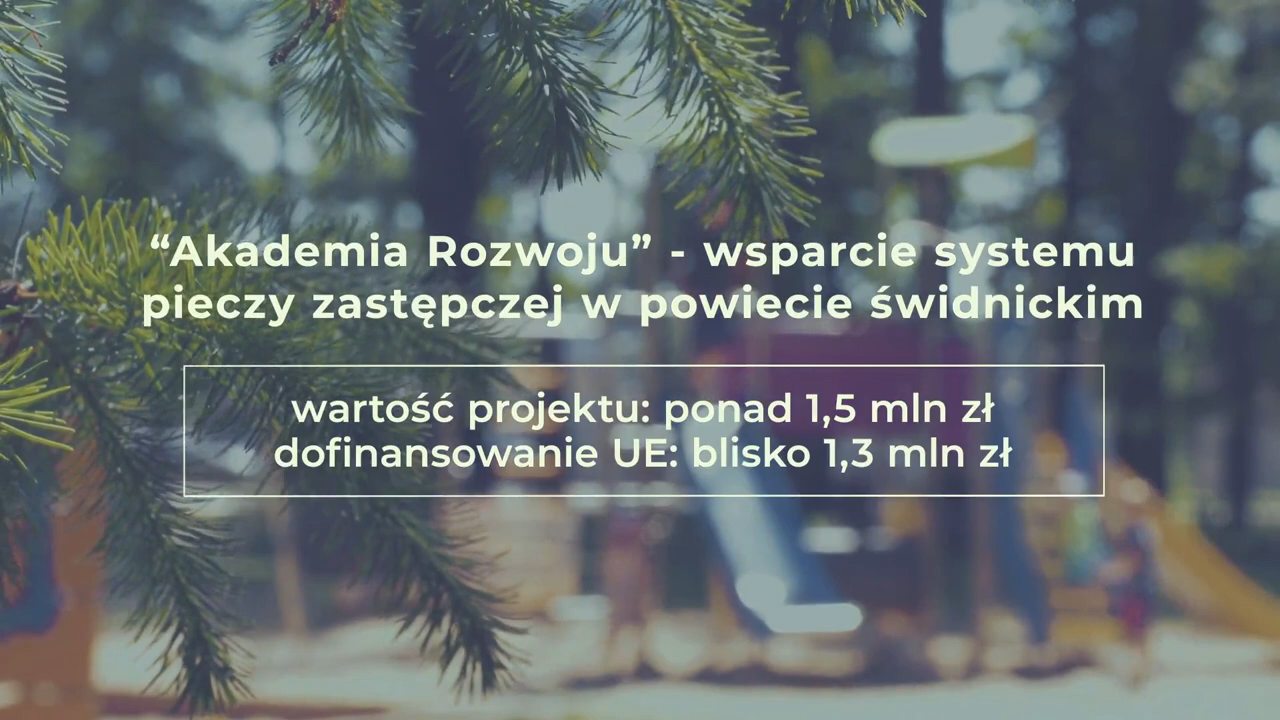 “Akademia Rozwoju” - wsparcie systemu
pieczy zastępczej w powiecie świdnickim
wartość projektu: ponad 1,5 mln zł
dofinansowanie UE: blisko 1,3 mln zł